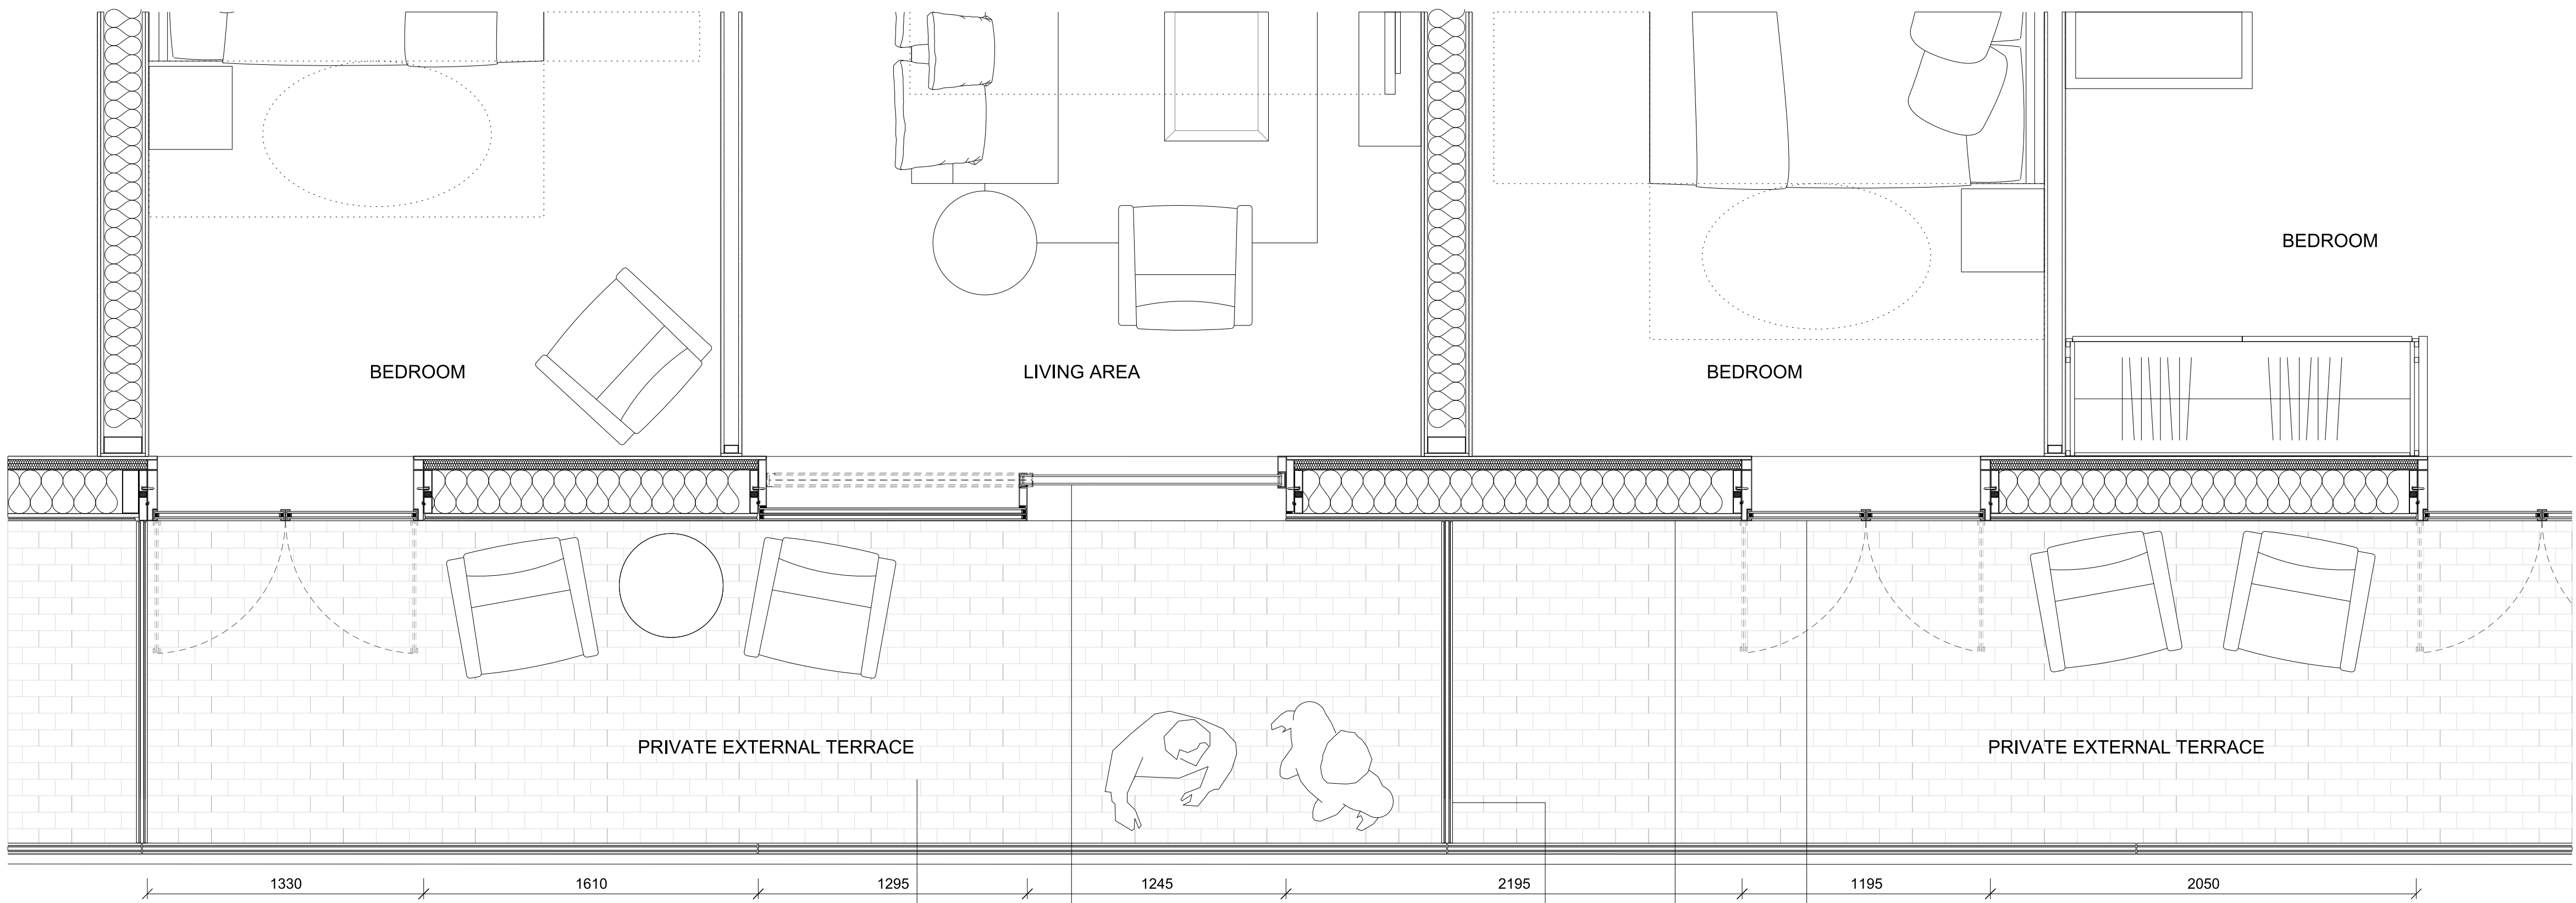 BEDROOM
BEDROOM
LIVING AREA
BEDROOM
PRIVATE EXTERNAL TERRACE
PRIVATE EXTERNAL TERRACE
1330
1610
1295
1245
2195
1195
2050